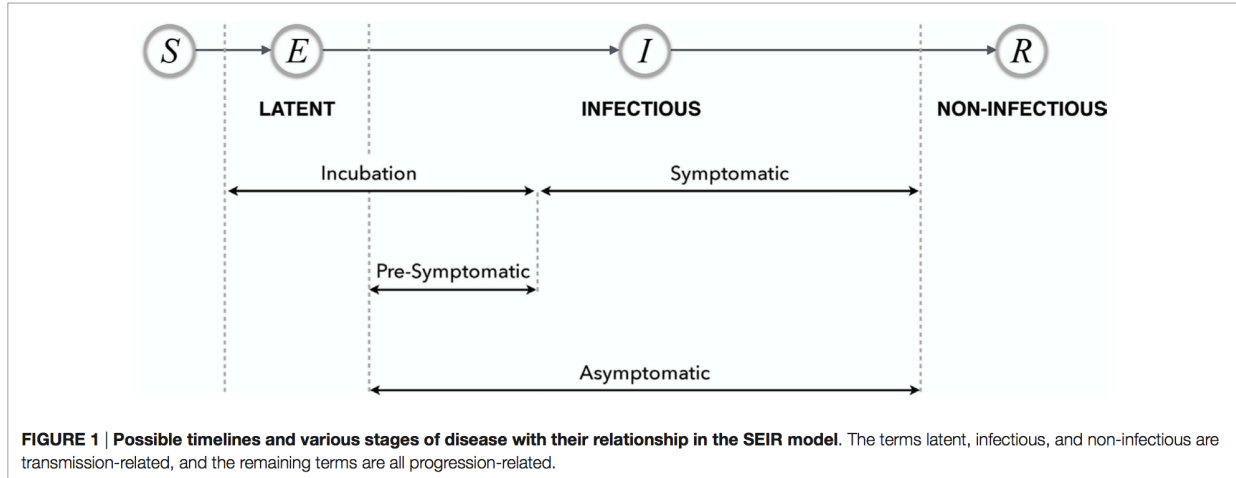 S E I R
LATENT INFECTIOUS NON-INFECTIOUS
Incubation Symptomatic
Pre-Symptomatic
Asymptomatic
FIGURE 1 | Possible timelines and various stages of disease with their relationship in the SEIR model. The terms latent, infectious, and non-infectious are
transmission-related, and the remaining terms are all progression-related.